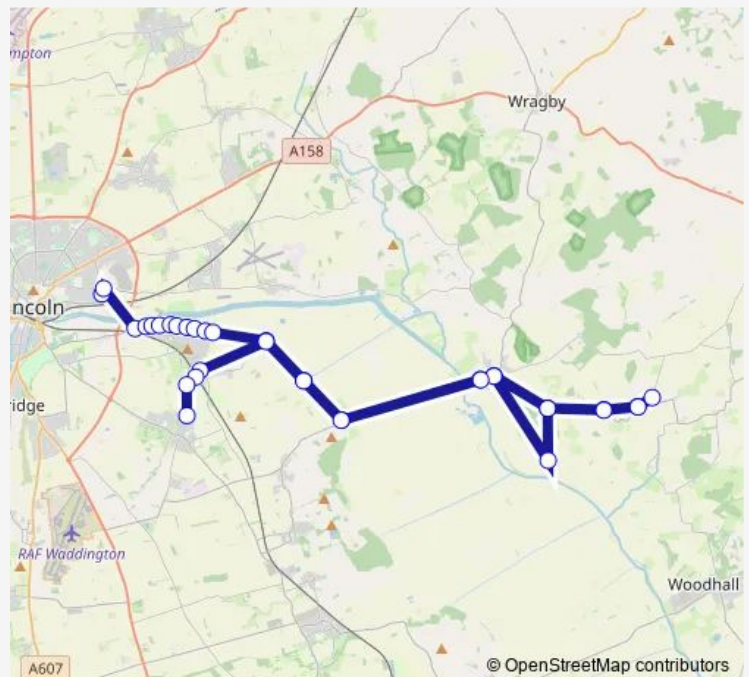 mpton
Wragby
A158
ncoln
ridge
RAF Waddington
Woodhall
A607
© OpenStreetMap contributors